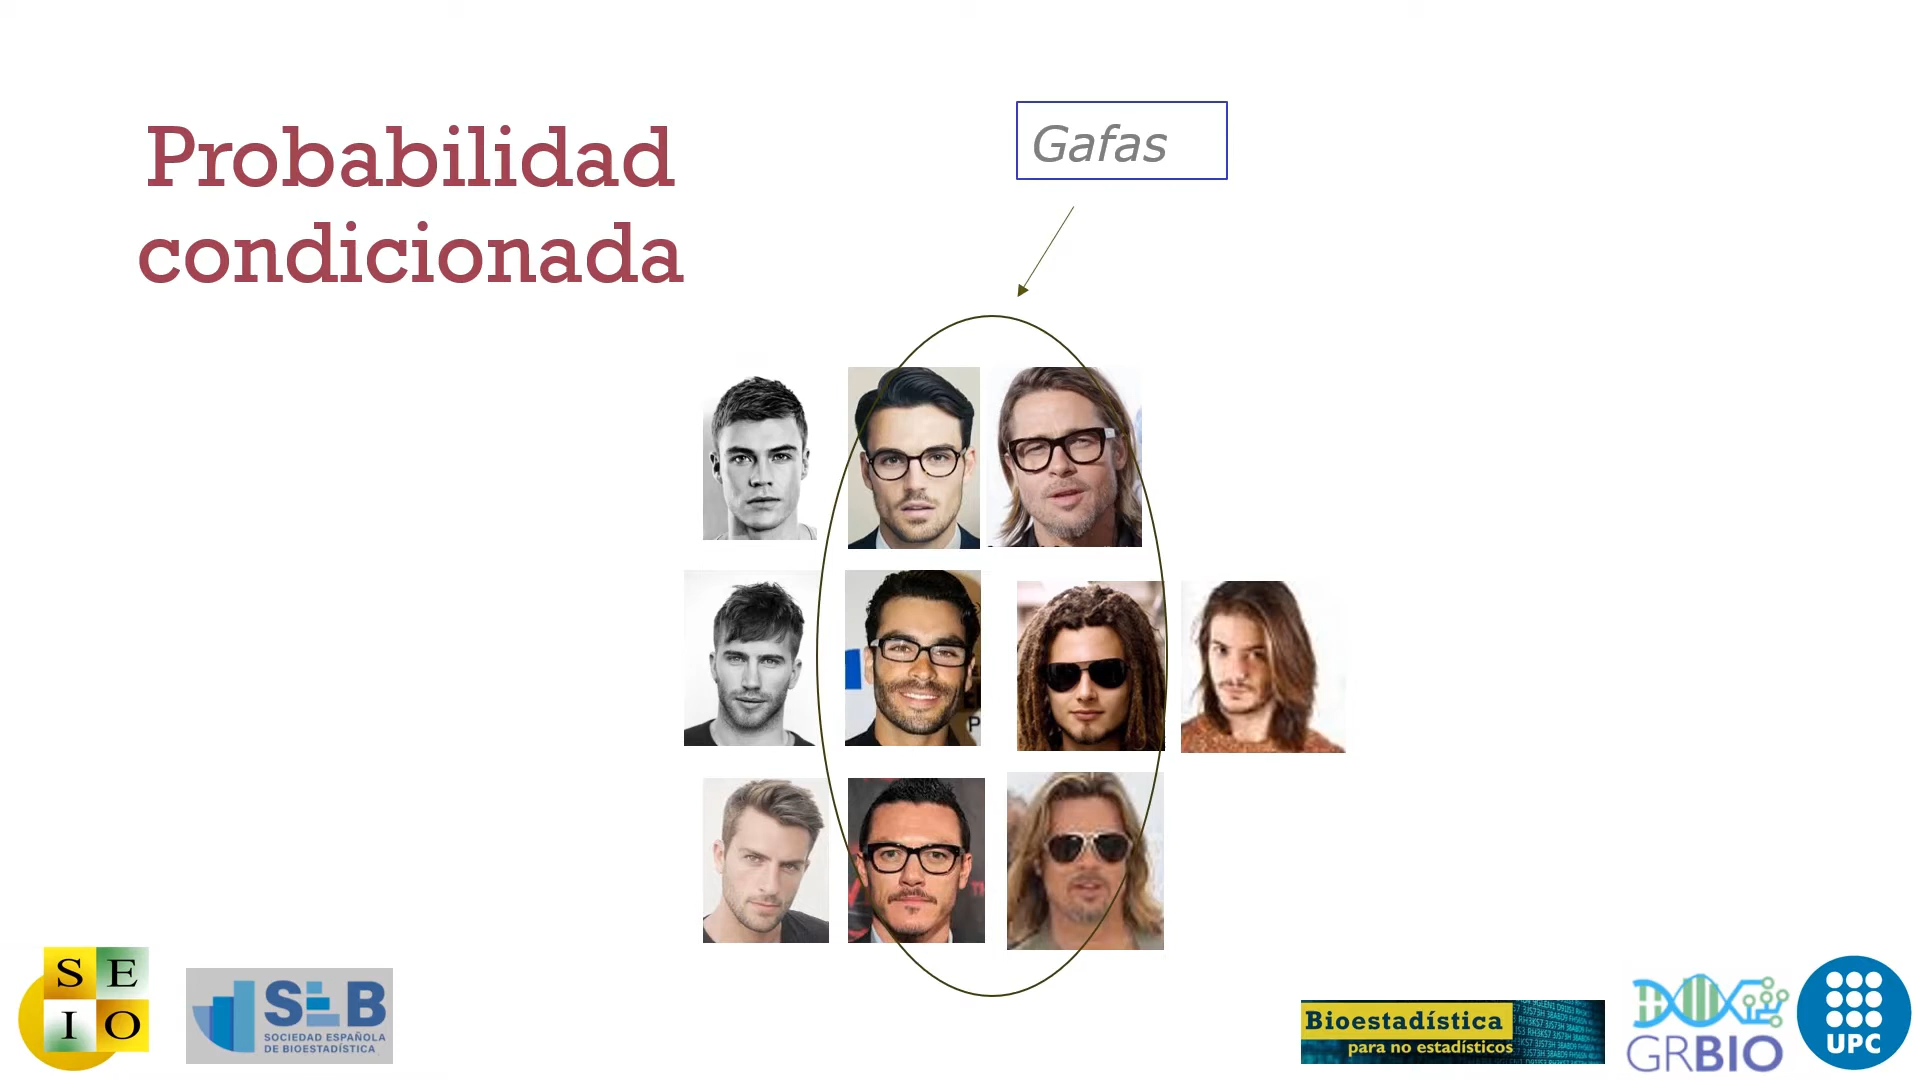 Probabilidad
condicionada
Gafas
S E
I O
SEB
SOCIEDAD ESPAÑOLA
DE BIOESTADÍSTICA
Bioestadística
para no estadísticos
GRBIO
UPC